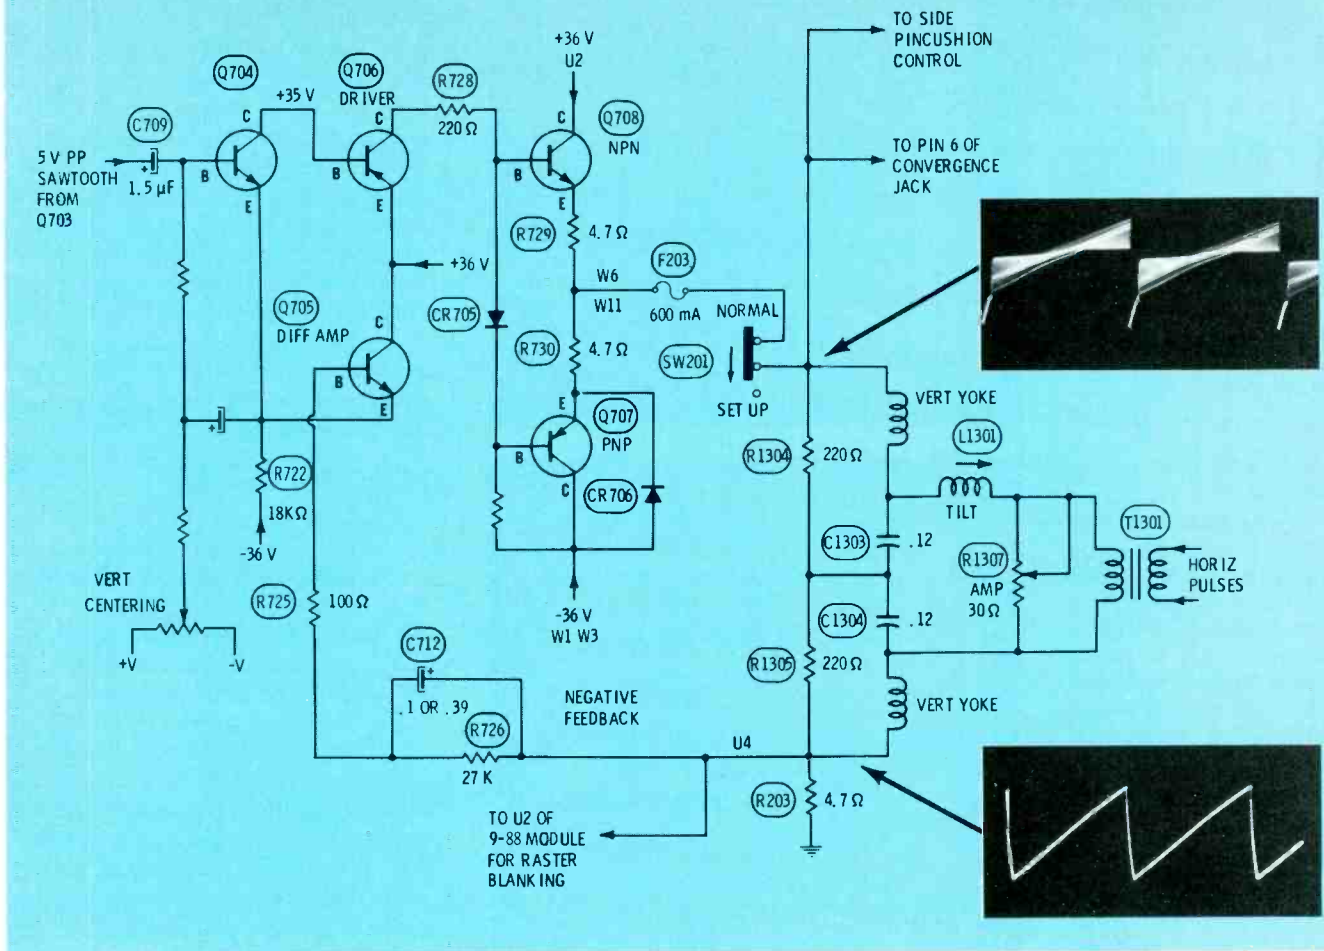 +36 V
U2
TO SIDE
PINCUSHION
CONTROL
Q704
Q706
DRIVER
R728
+35 V
C
C
220 Ω
C
Q708
NPN
C709
5 V PP
SAWTOOTH
FROM
Q703
+
1.5 µF
B
B
B
TO PIN 6 OF
CONVERGENCE
JACK
E
E
E
R729
4.7 Ω
+36 V
W6
F203
W11
600 mA
NORMAL
Q705
DIFF AMP
C
CR705
R730
4.7 Ω
SW201
SET UP
B
E
VERT YOKE
L1301
TILT
+
E
Q707
PNP
B
C
CR706
R1304
220 Ω
R722
18KΩ
-36 V
C1303
.12
R1307
AMP
30 Ω
T1301
HORIZ
PULSES
VERT
CENTERING
+V
-V
R725
100 Ω
-36 V
W1 W3
C1304
.12
R1305
220 Ω
VERT YOKE
C712
+
.1 OR .39
R726
27 K
NEGATIVE
FEEDBACK
U4
R203
4.7 Ω
TO U2 OF
9-88 MODULE
FOR RASTER
BLANKING